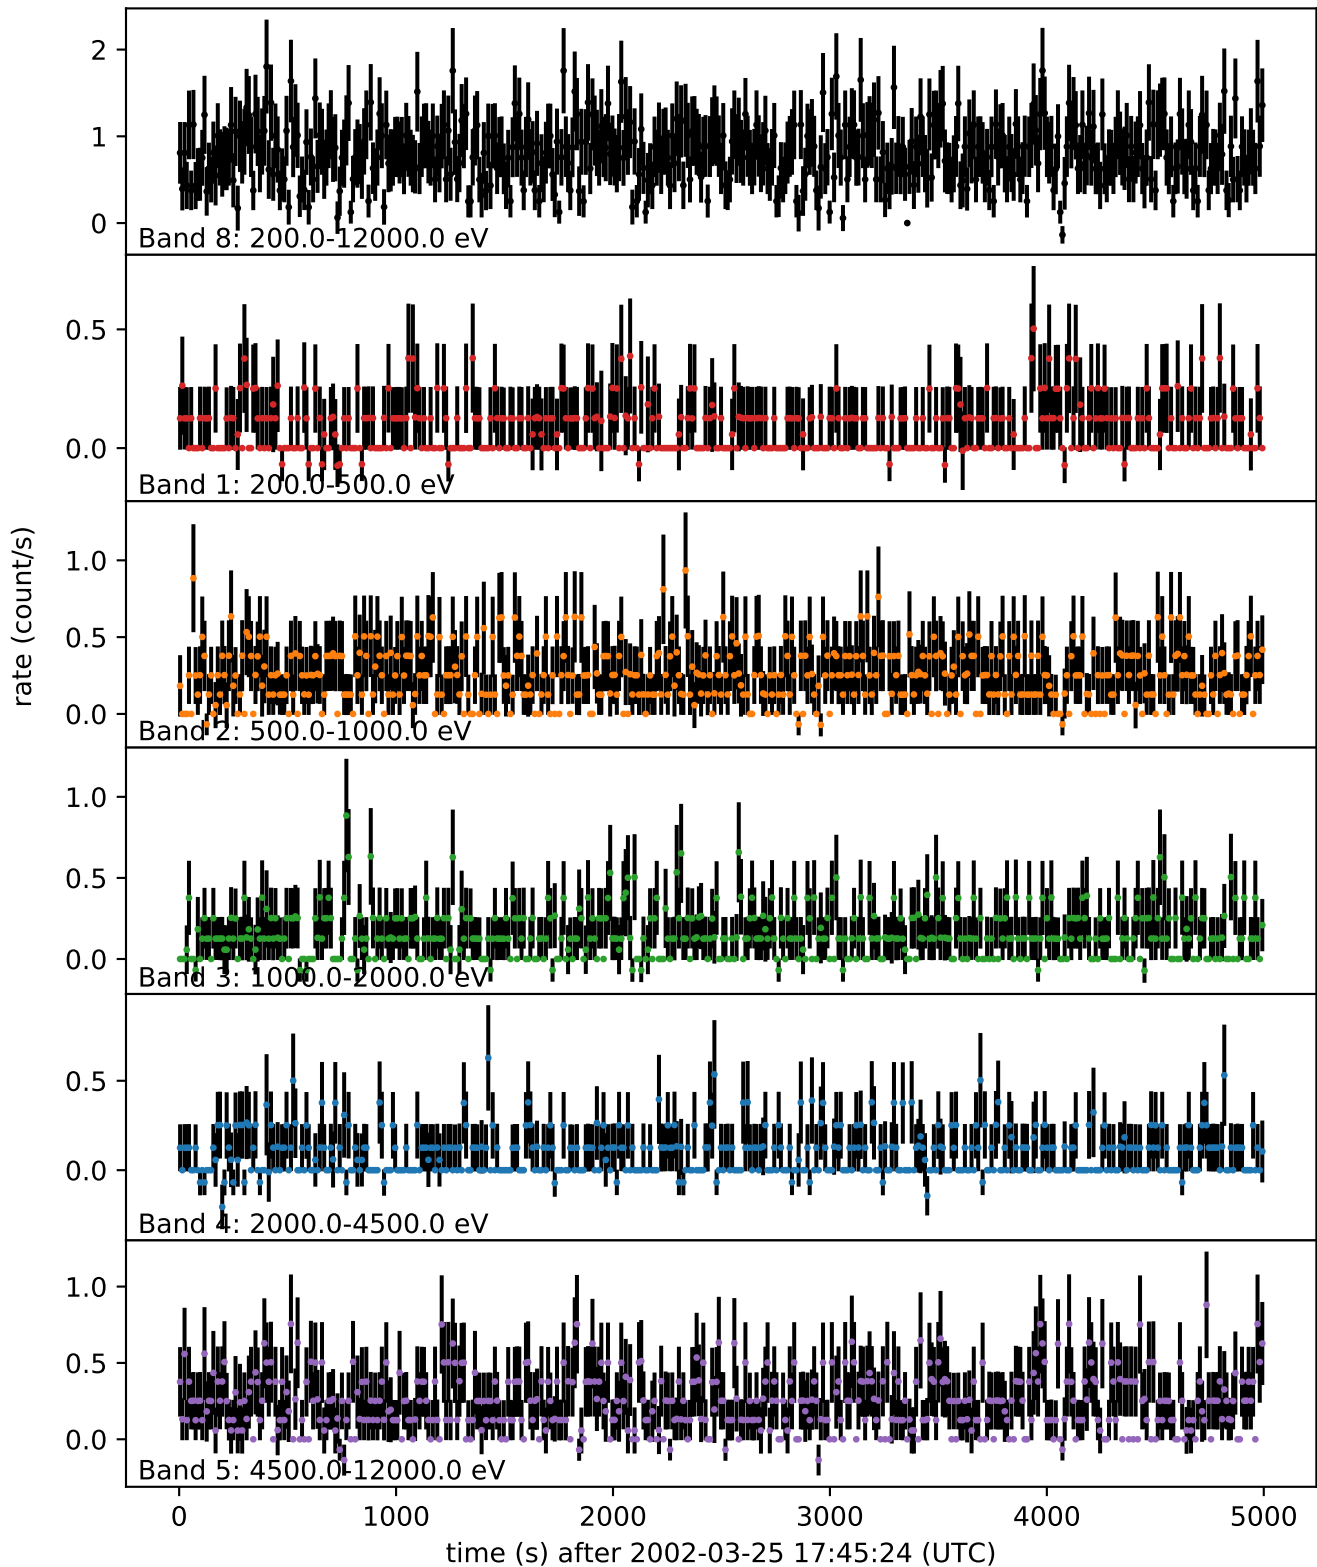 2
1
0
Band 8: 200.0-12000.0 eV
0.5
0.0
Band 1: 200.0-500.0 eV
1.0
0.5
0.0
Band 2: 500.0-1000.0 eV
rate (count/s)
1.0
0.5
0.0
Band 3: 1000.0-2000.0 eV
0.5
0.0
Band 4: 2000.0-4500.0 eV
1.0
0.5
0.0
Band 5: 4500.0-12000.0 eV
0 1000 2000 3000 4000 5000
time (s) after 2002-03-25 17:45:24 (UTC)